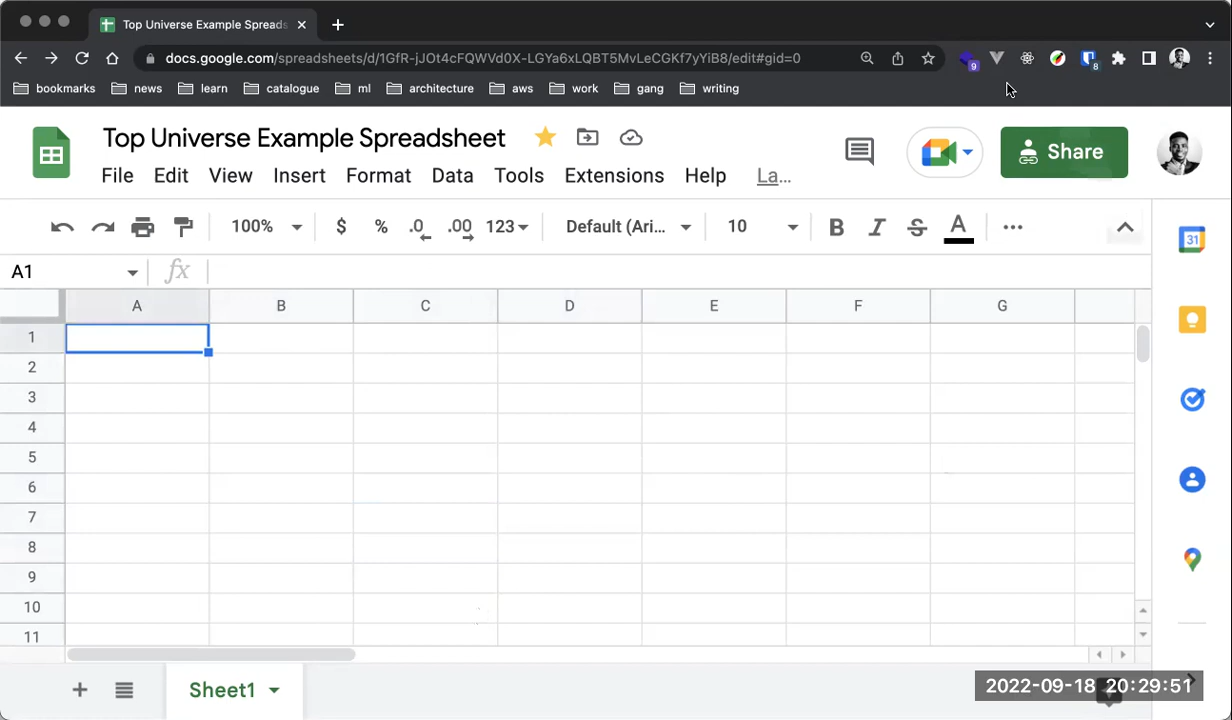 Top Universe Example Spreads
docs.google.com/spreadsheets/d/1GfR-jJOt4cFQWVd0X-LGYa6xLQBT5MvLeCGKf7yYiB8/edit#gid=0
9
8
bookmarks news learn catalogue ml architecture aws work gang writing
Top Universe Example Spreadsheet
Share
File Edit View Insert Format Data Tools Extensions Help La...
100% $ % .0 .00 123 Default (Ari... 10 B I S A
31
A1 fx
A B C D E F G
1
2
3
4
5
6
7
8
9
10
11
Sheet1
2022-09-18 20:29:51